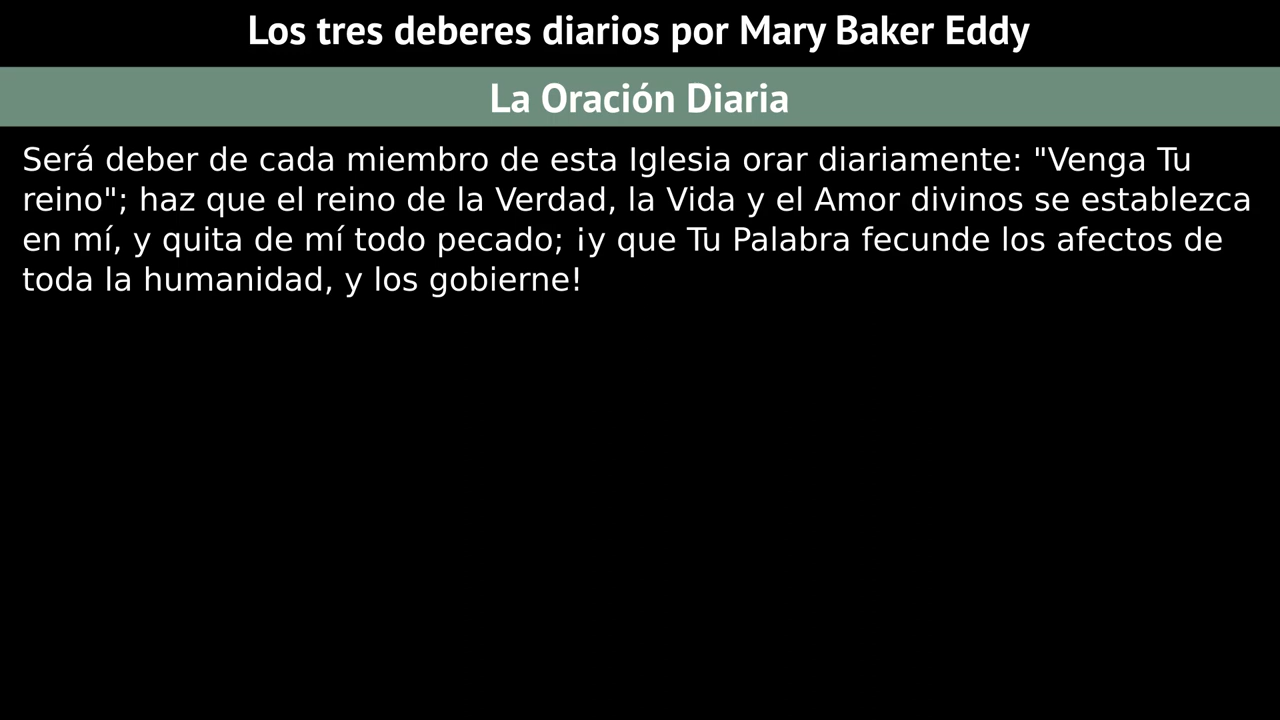 Los tres deberes diarios por Mary Baker Eddy
La Oración Diaria
Será deber de cada miembro de esta Iglesia orar diariamente: "Venga Tu
reino"; haz que el reino de la Verdad, la Vida y el Amor divinos se establezca
en mí, y quita de mí todo pecado; ¡y que Tu Palabra fecunde los afectos de
toda la humanidad, y los gobierne!